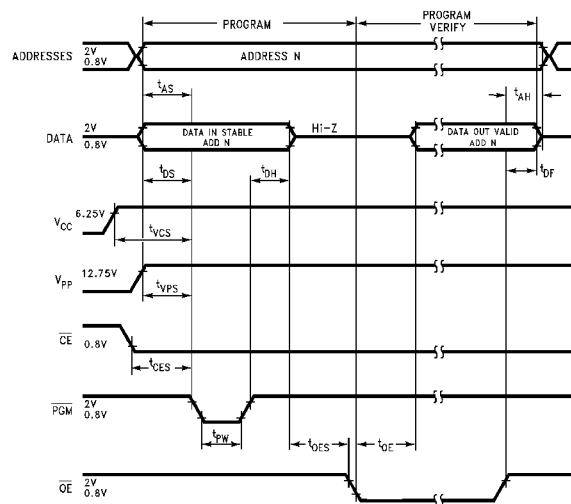 PROGRAM
PROGRAM
VERIFY
ADDRESSES
2V
0.8V
ADDRESS N
tAS
tAH
DATA
2V
0.8V
DATA IN STABLE
ADD N
Hi-Z
DATA OUT VALID
ADD N
tDS
tDH
tDF
VCC
6.25V
tVCS
VPP
12.75V
tVPS
CE
0.8V
tCES
PGM
2V
0.8V
tPW
tOES
tOE
OE
2V
0.8V